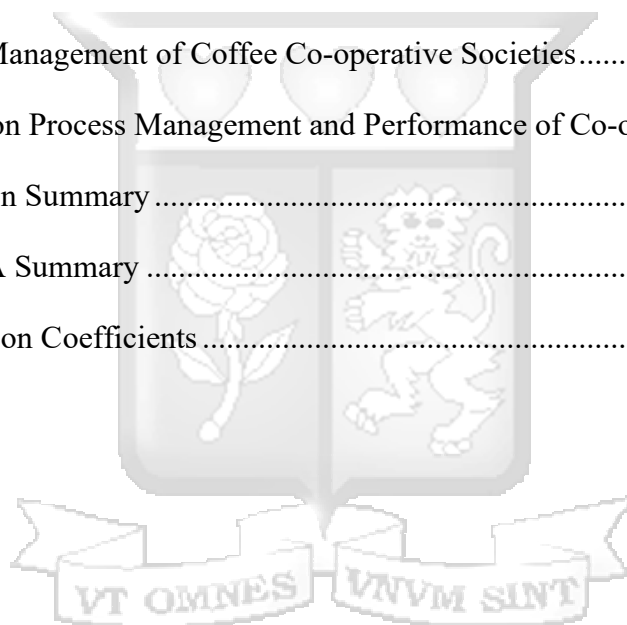 Management of Coffee Co-operative Societies......
on Process Management and Performance of Co-o
n Summary ..........................................................
A Summary ...........................................................
on Coefficients .....................................................
VT OMNES VNVM SINT